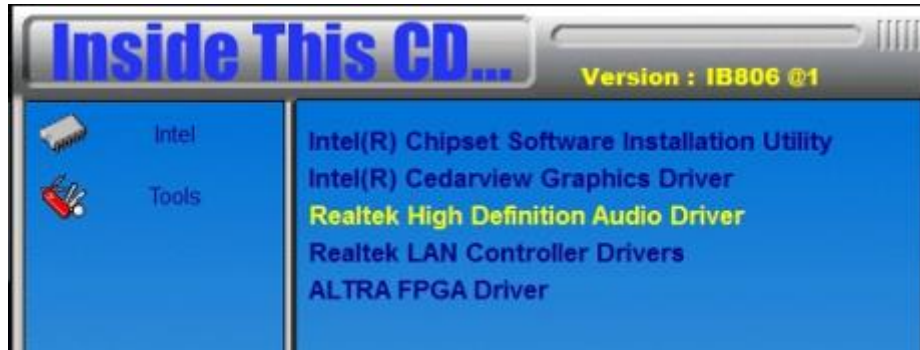 Inside This CD...
Version : IB806 @1
Intel
Tools
Intel(R) Chipset Software Installation Utility
Intel(R) Cedarview Graphics Driver
Realtek High Definition Audio Driver
Realtek LAN Controller Drivers
ALTRA FPGA Driver